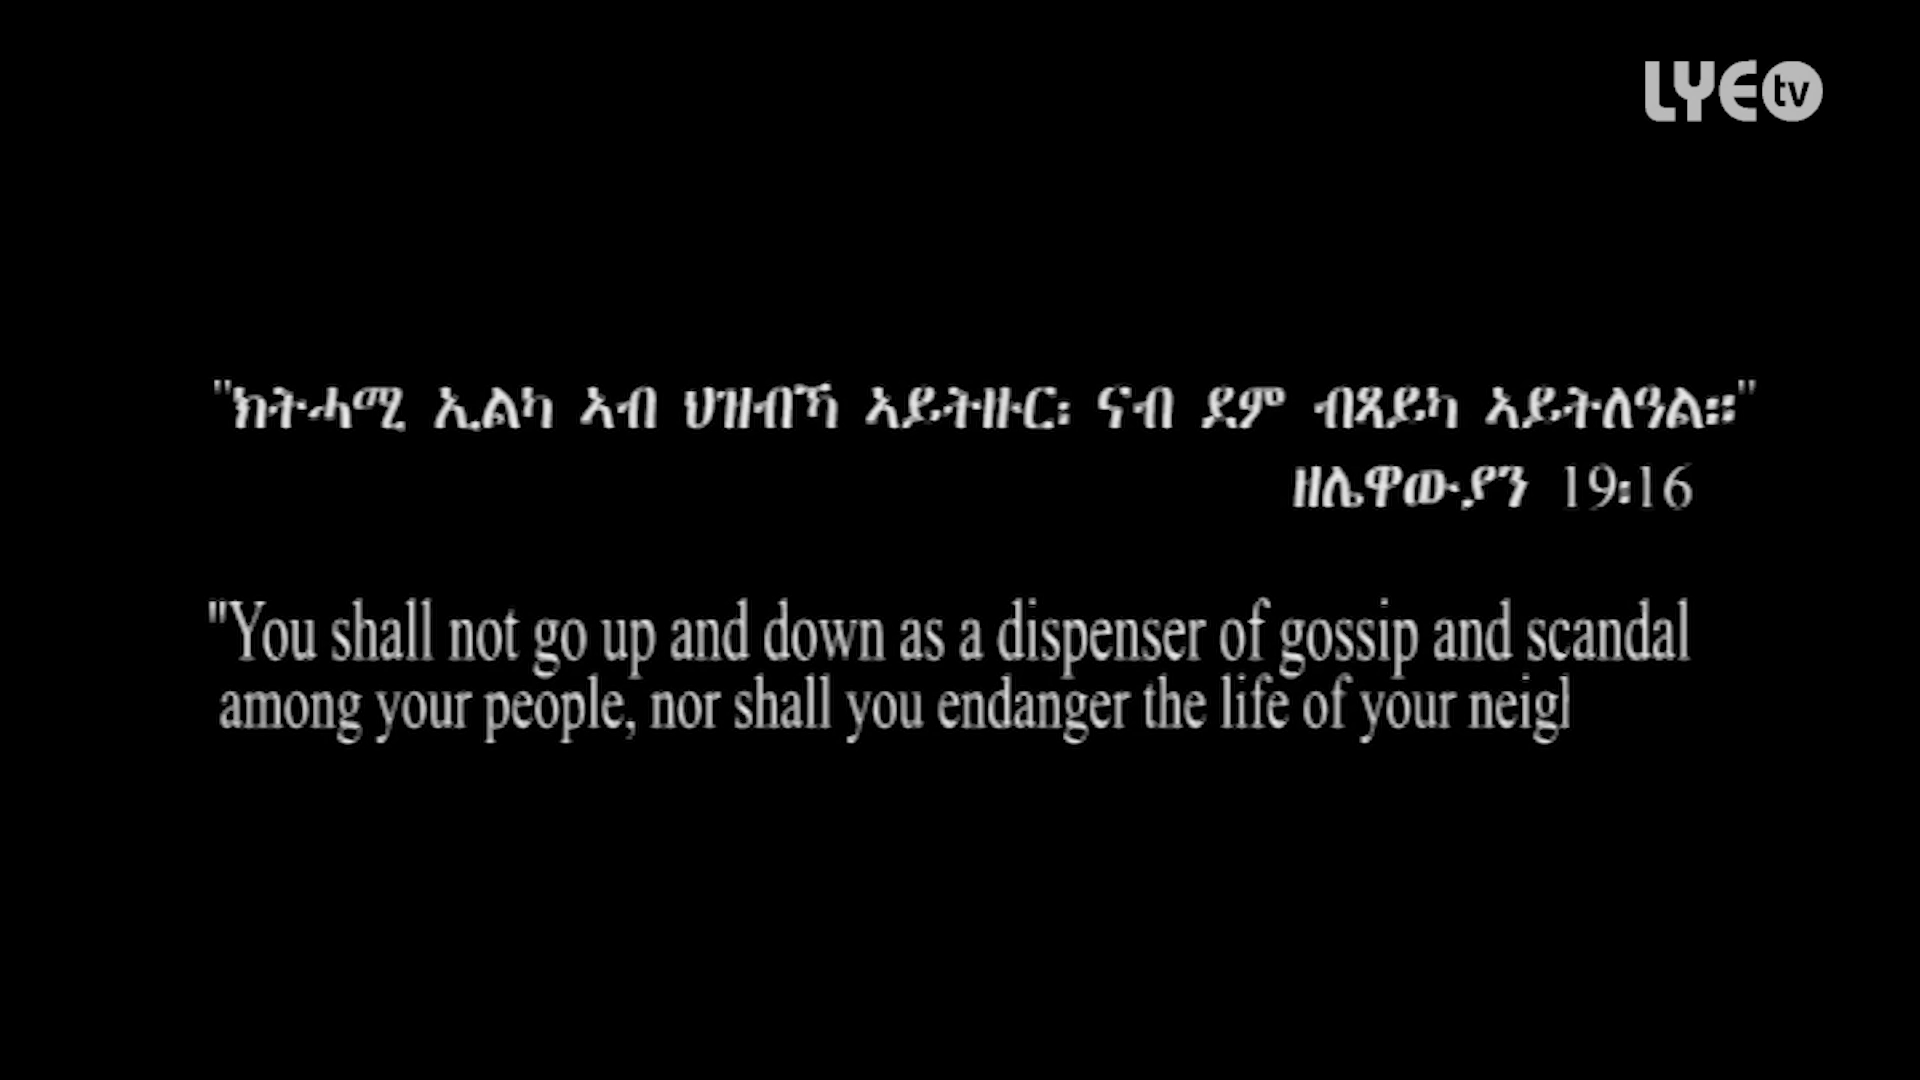 LYE tv
"ክትሓሚ ኢልካ ኣብ ህዝብኻ ኣይትዙር፡ ናብ ደም ብጻይካ ኣይትለዓል።"
ዘሌዋውያን 19፡16
"You shall not go up and down as a dispenser of gossip and scandal
among your people, nor shall you endanger the life of your neigl